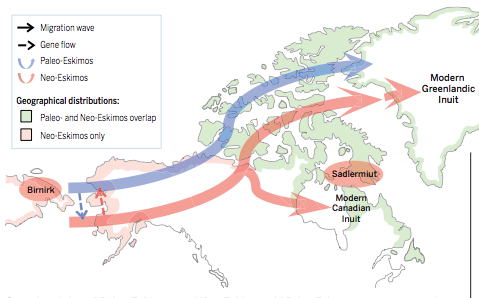 Migration wave
Gene flow
Paleo-Eskimos
Neo-Eskimos
Geographical distributions:
Paleo- and Neo-Eskimos overlap
Neo-Eskimos only
Modern
Greenlandic
Inuit
Birnirk
Sadlermiut
Modern
Canadian
Inuit